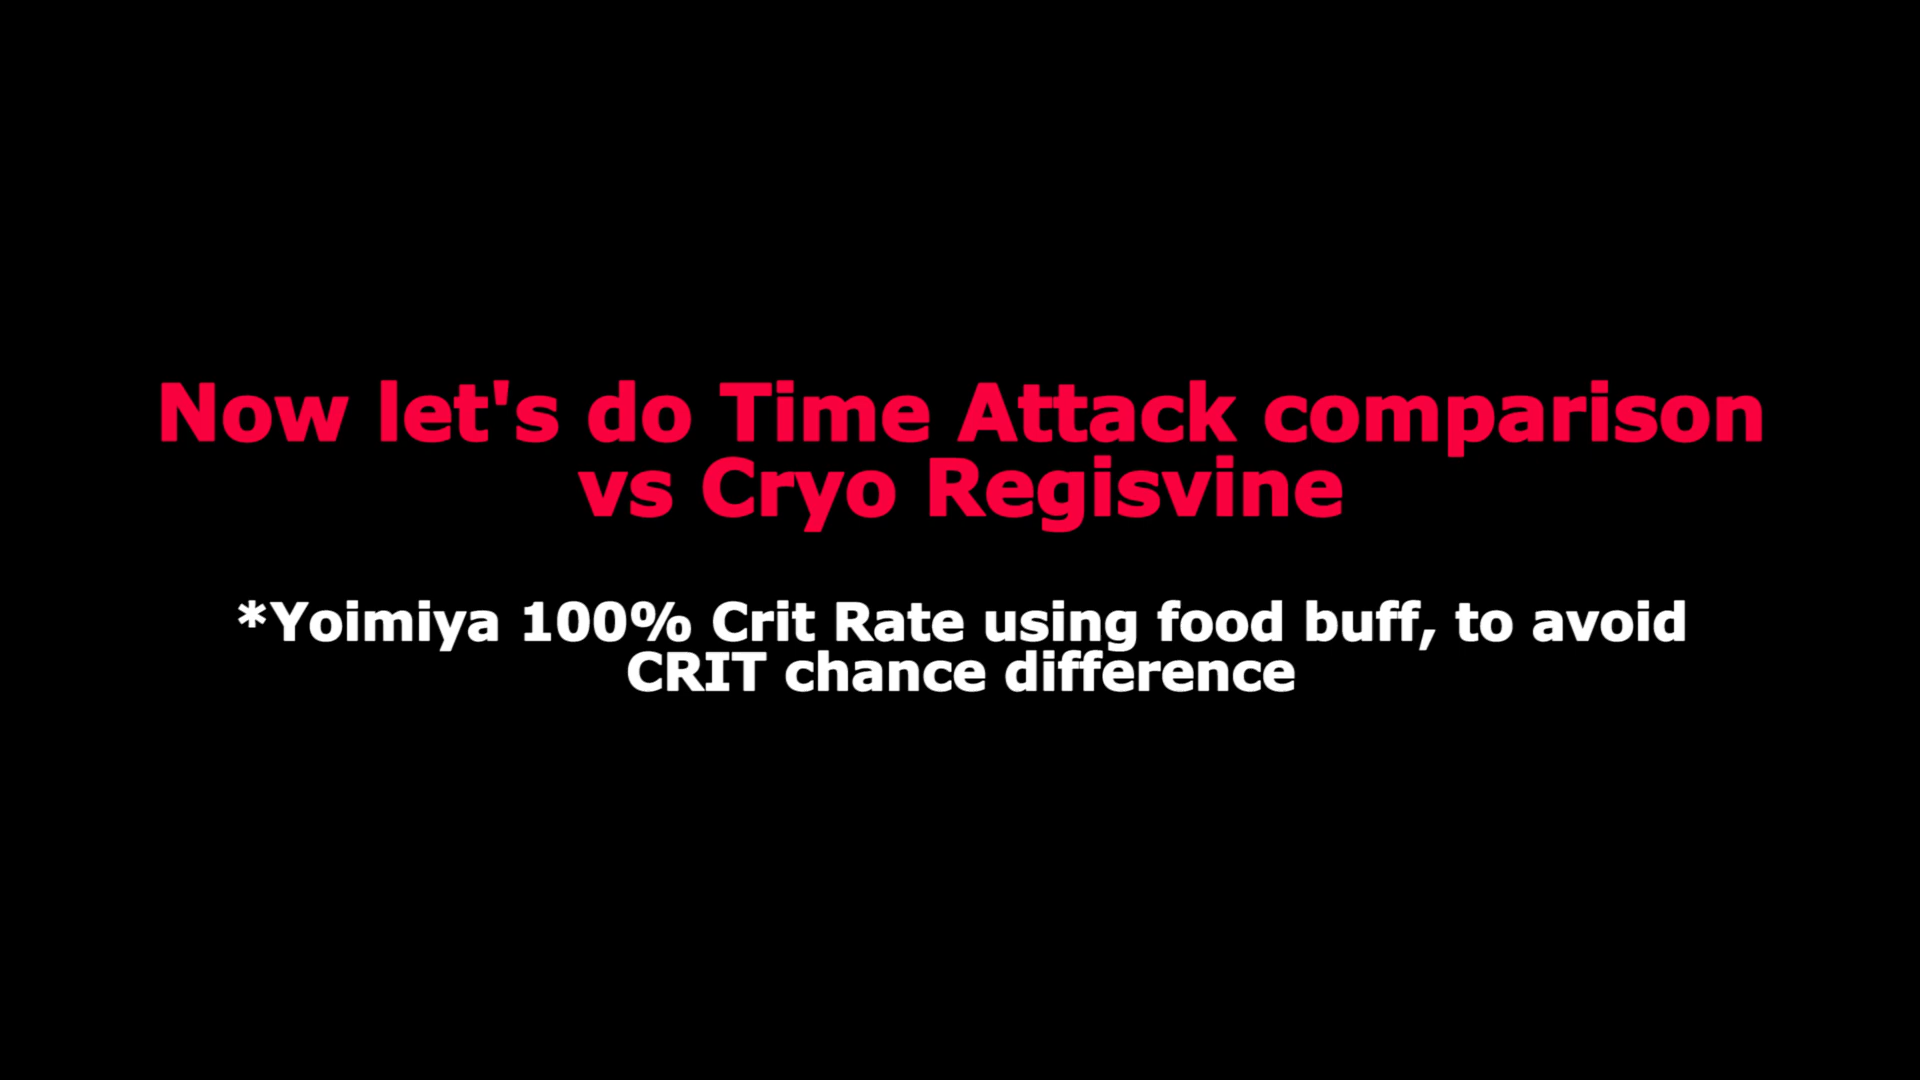 Now let's do Time Attack comparison
vs Cryo Regisvine
*Yoimiya 100% Crit Rate using food buff, to avoid
CRIT chance difference